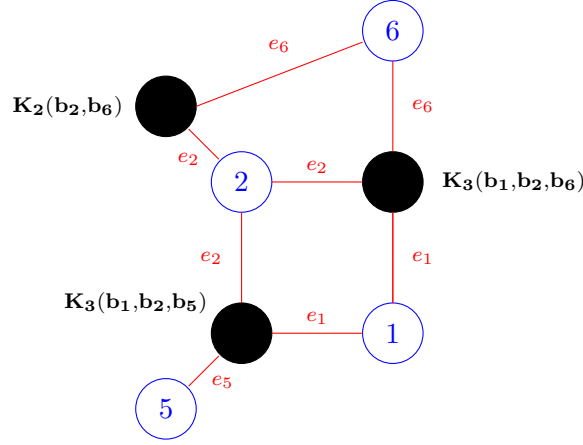 6
e₆
K₂(b₂,b₆)
e₆
e₂
e₂
2
K₃(b₁,b₂,b₆)
e₂
e₁
K₃(b₁,b₂,b₅)
e₁
1
e₅
5